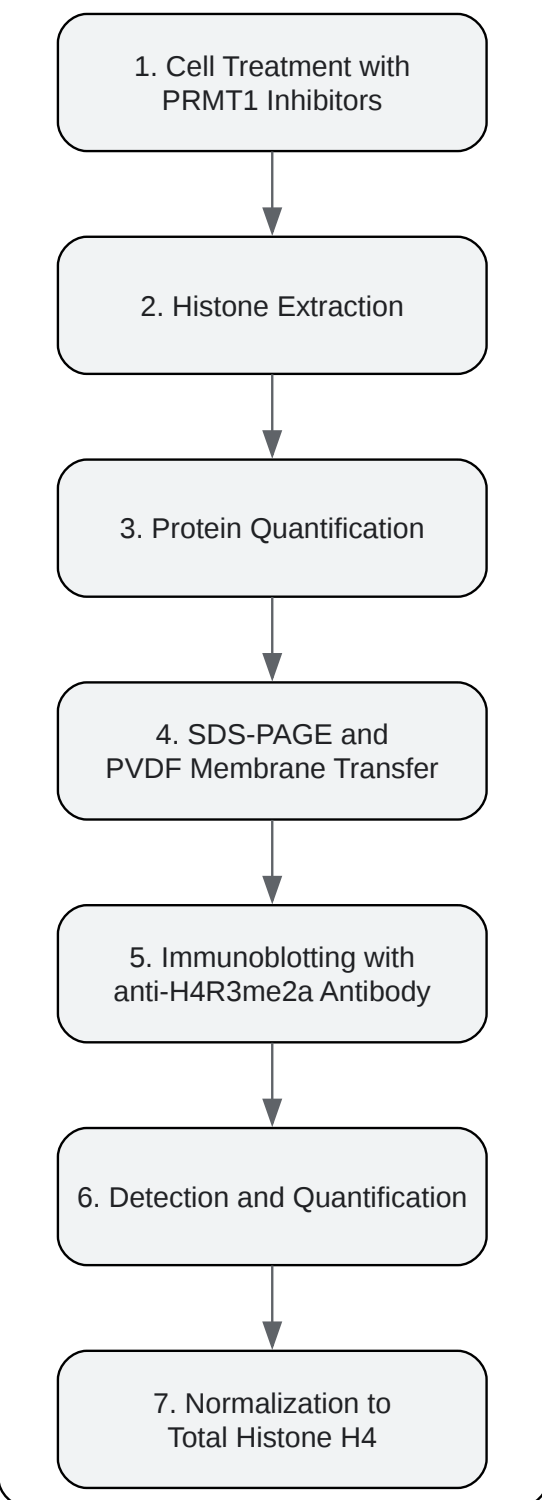 1. Cell Treatment with
PRMT1 Inhibitors
2. Histone Extraction
3. Protein Quantification
4. SDS-PAGE and
PVDF Membrane Transfer
5. Immunoblotting with
anti-H4R3me2a Antibody
6. Detection and Quantification
7. Normalization to
Total Histone H4